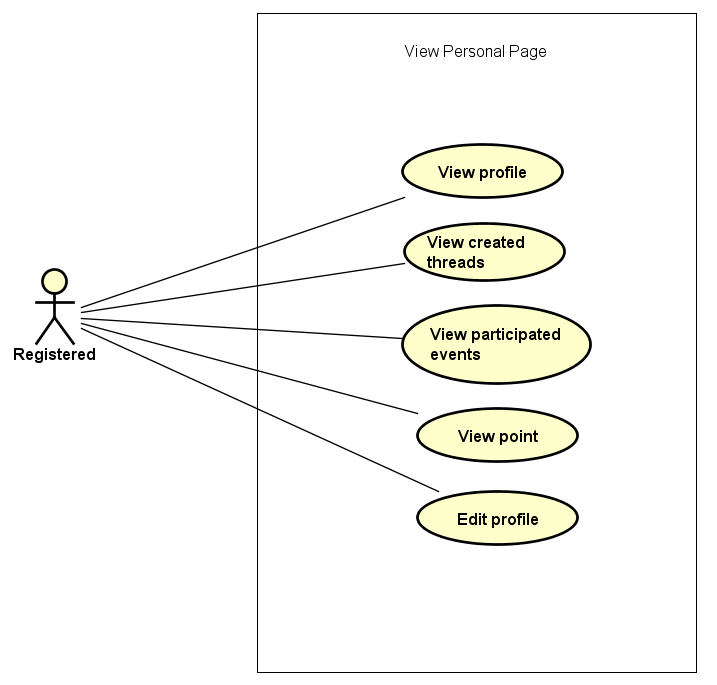 View Personal Page
View profile
View created
threads
View participated
events
Registered
View point
Edit profile